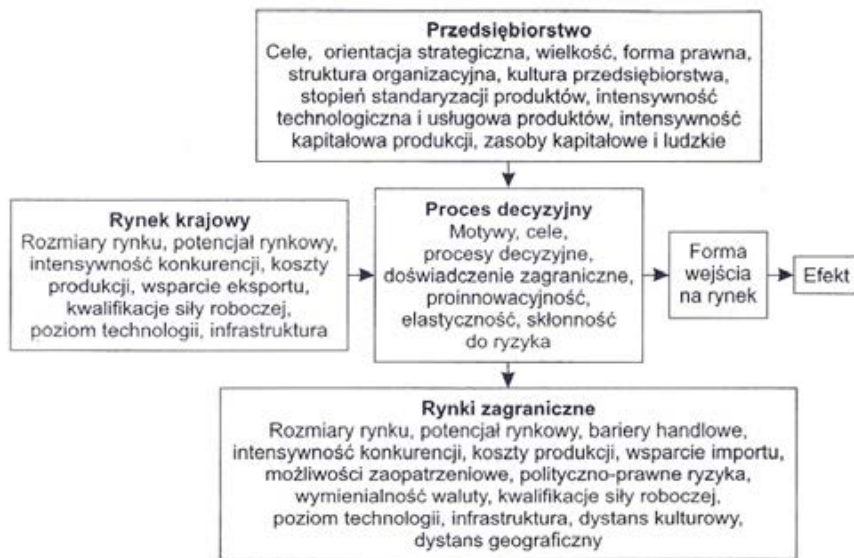 Przedsiębiorstwo
Cele, orientacja strategiczna, wielkość, forma prawna,
struktura organizacyjna, kultura przedsiębiorstwa,
stopień standaryzacji produktów, intensywność
technologiczna i usługowa produktów, intensywność
kapitałowa produkcji, zasoby kapitałowe i ludzkie
Rynek krajowy
Rozmiary rynku, potencjał rynkowy,
intensywność konkurencji, koszty
produkcji, wsparcie eksportu,
kwalifikacje siły roboczej,
poziom technologii, infrastruktura
Proces decyzyjny
Motywy, cele,
procesy decyzyjne,
doświadczenie zagraniczne,
proinnowacyjność,
elastyczność, skłonność
do ryzyka
Forma
wejścia
na rynek
Efekt
Rynki zagraniczne
Rozmiary rynku, potencjał rynkowy, bariery handlowe,
intensywność konkurencji, koszty produkcji, wsparcie importu,
możliwości zaopatrzeniowe, polityczno-prawne ryzyka,
wymienialność waluty, kwalifikacje siły roboczej,
poziom technologii, infrastruktura, dystans kulturowy,
dystans geograficzny